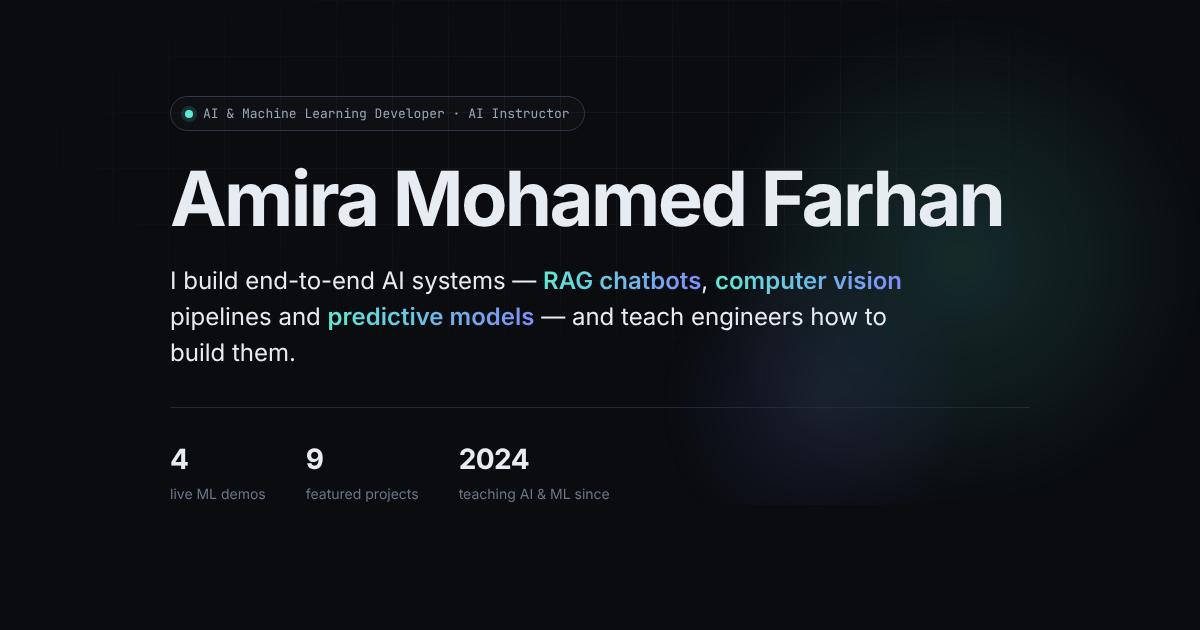 AI & Machine Learning Developer · AI Instructor
Amira Mohamed Farhan
I build end-to-end AI systems — RAG chatbots, computer vision
pipelines and predictive models — and teach engineers how to
build them.
4 9 2024
live ML demos featured projects teaching AI & ML since